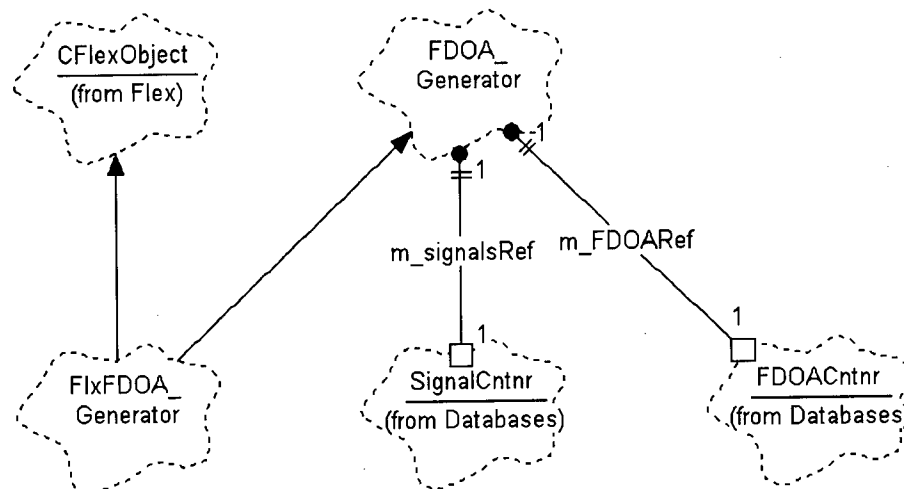 CFlexObject
(from Flex)
FDOA_
Generator
1
1
m_signalsRef
m_FDOARef
1
1
FlxFDOA_
Generator
SignalCntnr
(from Databases)
FDOACntnr
(from Databases)